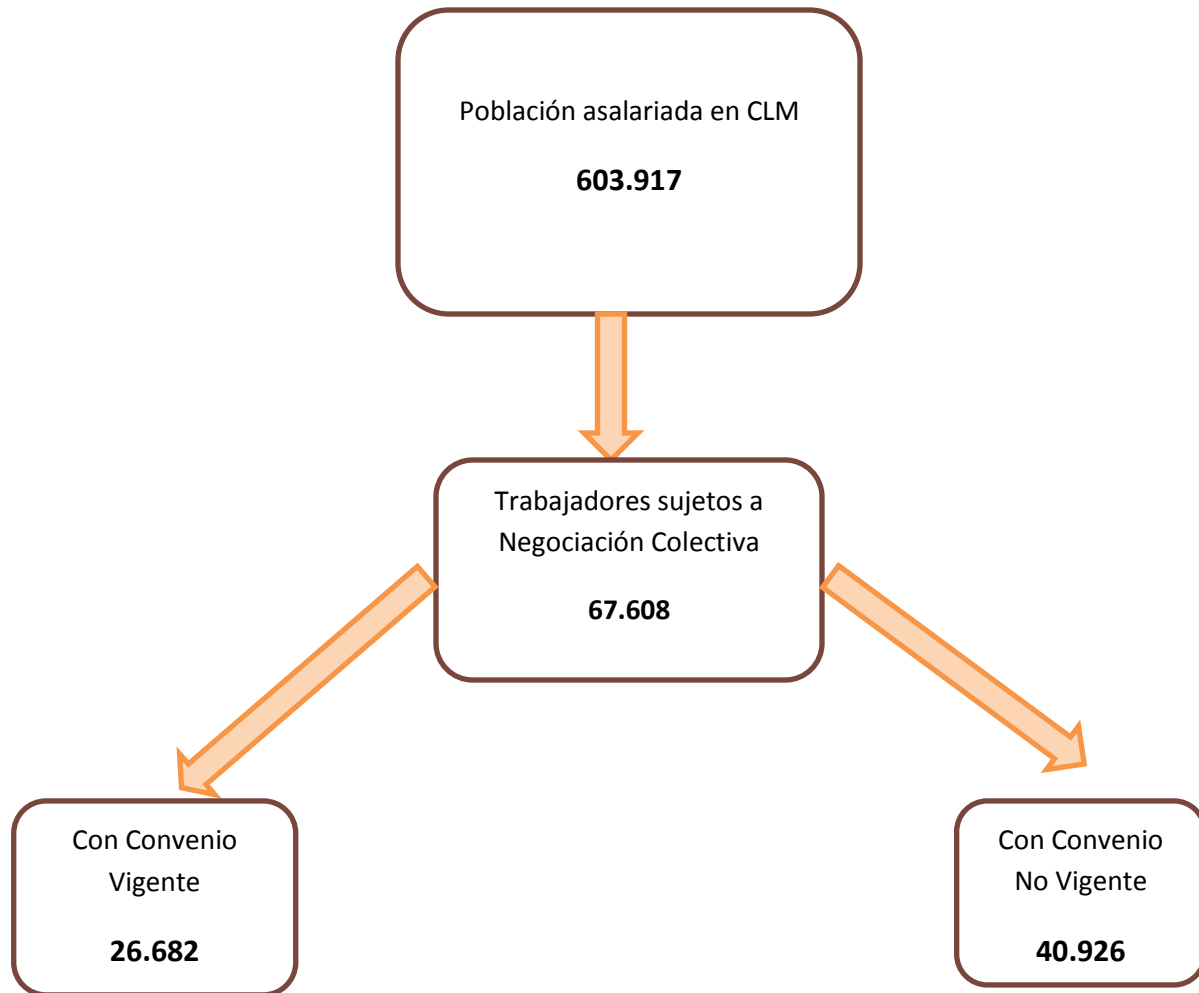 Población asalariada en CLM
603.917
Trabajadores sujetos a
Negociación Colectiva
67.608
Con Convenio
Vigente
26.682
Con Convenio
No Vigente
40.926